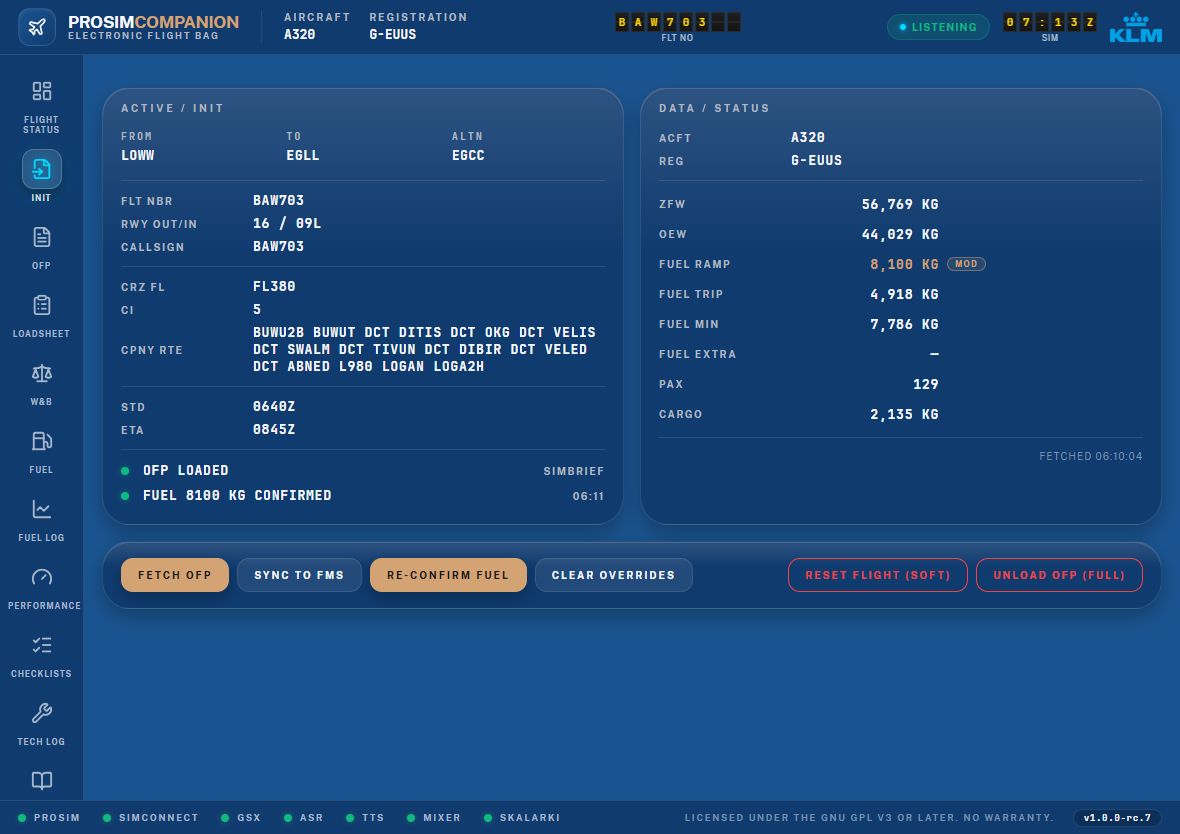 PROSIMCOMPANION
ELECTRONIC FLIGHT BAG
AIRCRAFT
A320
REGISTRATION
G-EUUS
BAW703
FLT NO
LISTENING
07:13Z
SIM
KLM
FLIGHT STATUS
INIT
OFP
LOADSHEET
W&B
FUEL
FUEL LOG
PERFORMANCE
CHECKLISTS
TECH LOG
ACTIVE / INIT
FROM TO ALTN
LOWW EGLL EGCC
FLT NBR BAW703
RWY OUT/IN 16 / 09L
CALLSIGN BAW703
CRZ FL FL380
CI 5
CPNY RTE BUWU2B BUWUT DCT DITIS DCT OKG DCT VELIS
DCT SWALM DCT TIVUN DCT DIBIR DCT VELED
DCT ABNED L980 LOGAN LOGA2H
STD 0640Z
ETA 0845Z
OFP LOADED SIMBRIEF
FUEL 8100 KG CONFIRMED 06:11
DATA / STATUS
ACFT A320
REG G-EUUS
ZFW 56,769 KG
OEW 44,029 KG
FUEL RAMP 8,100 KG MOD
FUEL TRIP 4,918 KG
FUEL MIN 7,786 KG
FUEL EXTRA —
PAX 129
CARGO 2,135 KG
FETCHED 06:10:04
FETCH OFP SYNC TO FMS RE-CONFIRM FUEL CLEAR OVERRIDES RESET FLIGHT (SOFT) UNLOAD OFP (FULL)
PROSIM SIMCONNECT GSX ASR TTS MIXER SKALARKI LICENSED UNDER THE GNU GPL V3 OR LATER. NO WARRANTY. v1.0.0-rc.7